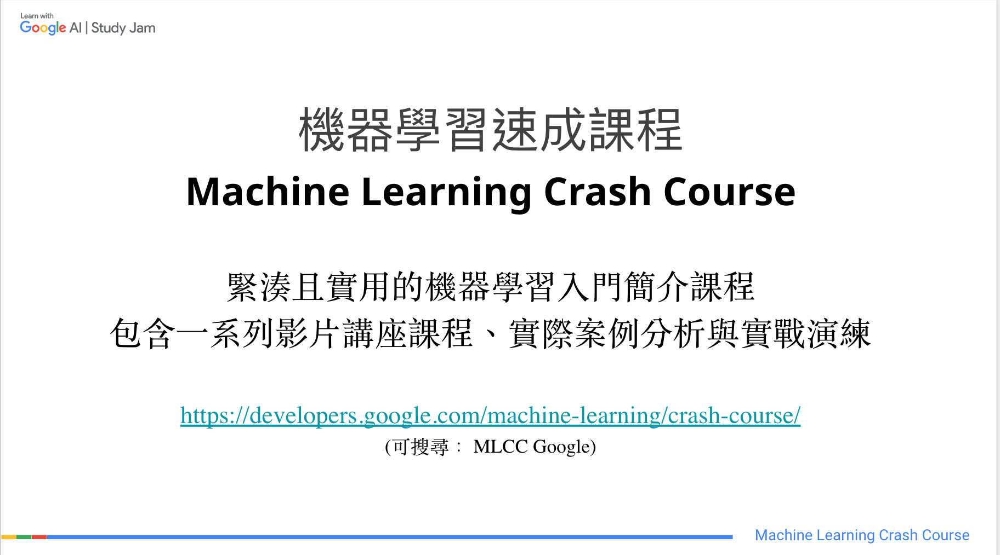 Learn with
Google AI | Study Jam
機器學習速成課程
Machine Learning Crash Course
緊湊且實用的機器學習入門簡介課程
包含一系列影片講座課程、實際案例分析與實戰演練
https://developers.google.com/machine-learning/crash-course/
(可搜尋： MLCC Google)
Machine Learning Crash Course